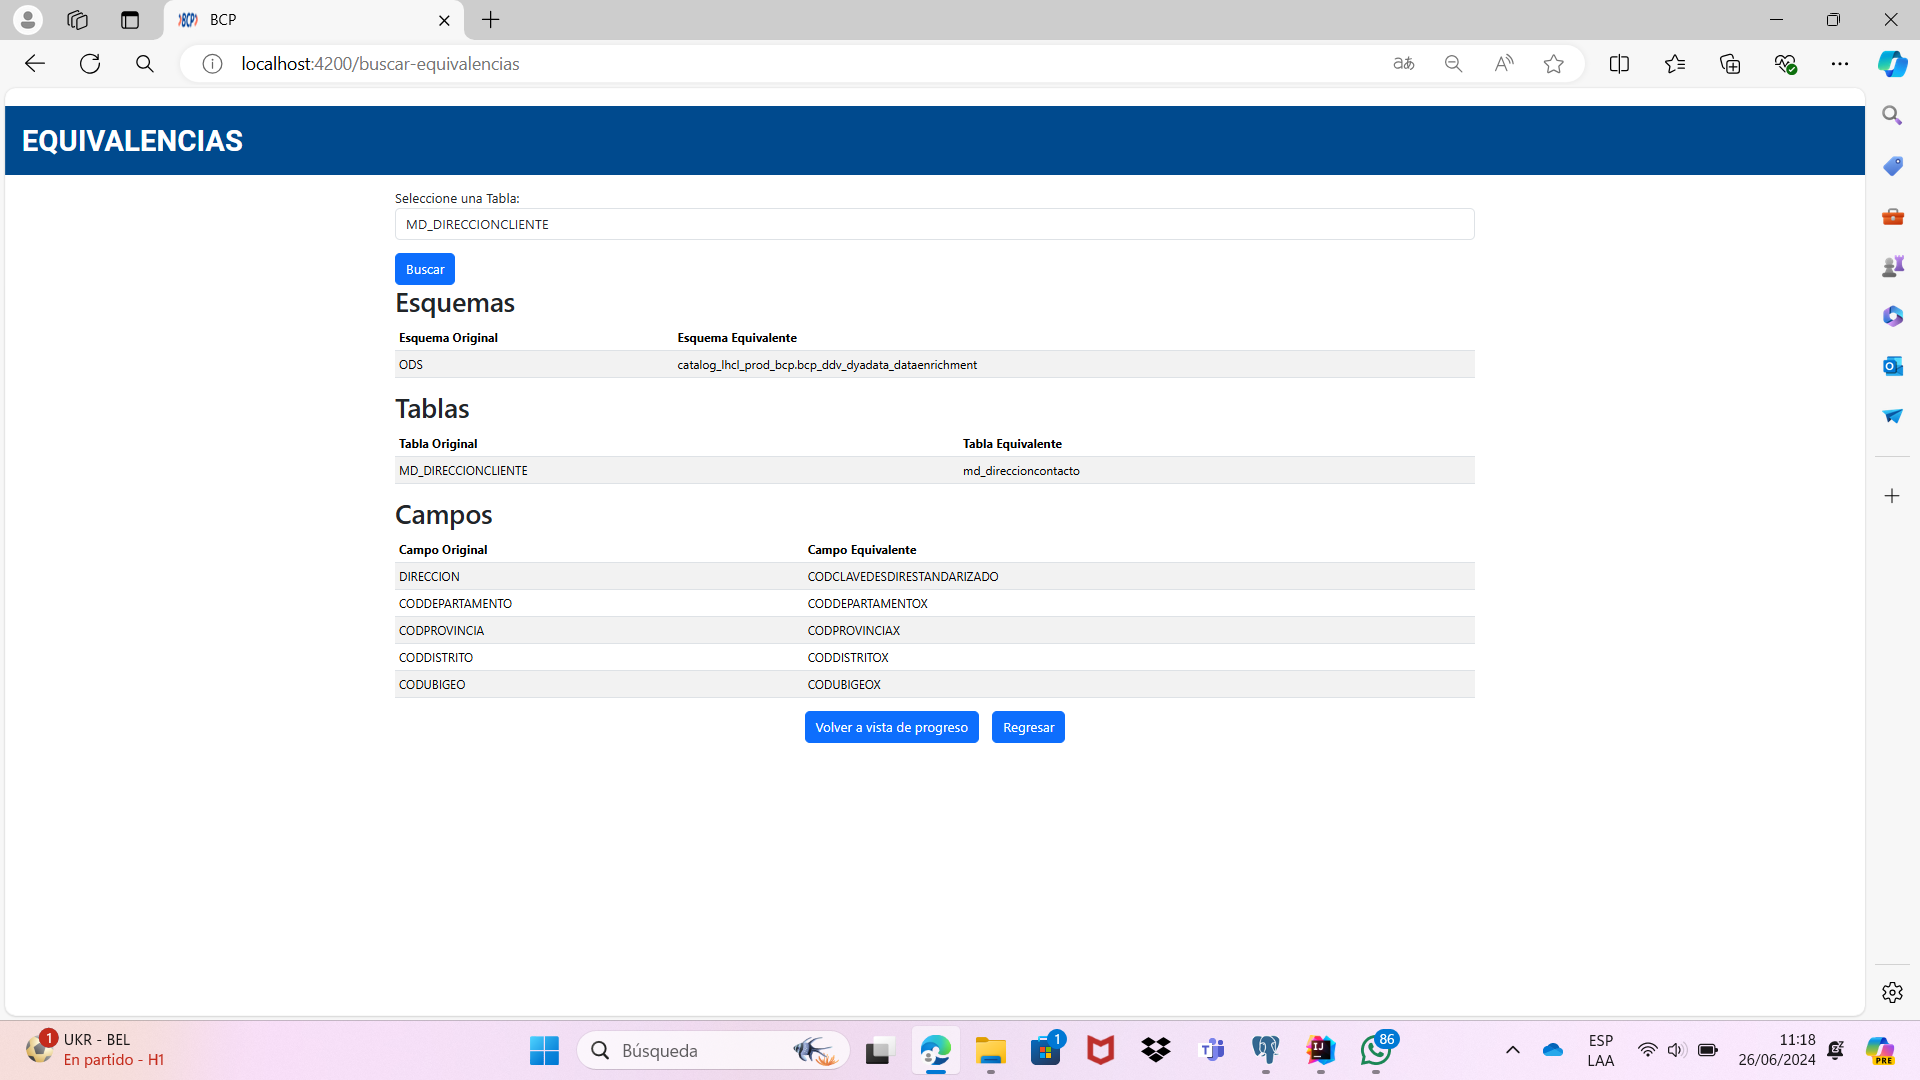 BCP
BCP
localhost:4200/buscar-equivalencias
EQUIVALENCIAS
Seleccione una Tabla:
MD_DIRECCIONCLIENTE
Buscar
Esquemas
Esquema Original Esquema Equivalente
ODS catalog_lhcl_prod_bcp.bcp_ddv_dyadata_dataenrichment
Tablas
Tabla Original Tabla Equivalente
MD_DIRECCIONCLIENTE md_direccioncontacto
Campos
Campo Original Campo Equivalente
DIRECCION CODCLAVEDESDIRESTANDARIZADO
CODDEPARTAMENTO CODDEPARTAMENTOX
CODPROVINCIA CODPROVINCIAX
CODDISTRITO CODDISTRITOX
CODUBIGEO CODUBIGEOX
Volver a vista de progreso Regresar
1 UKR - BEL
En partido - H1
Búsqueda
1
86
ESP
LAA
11:18
26/06/2024
PRE